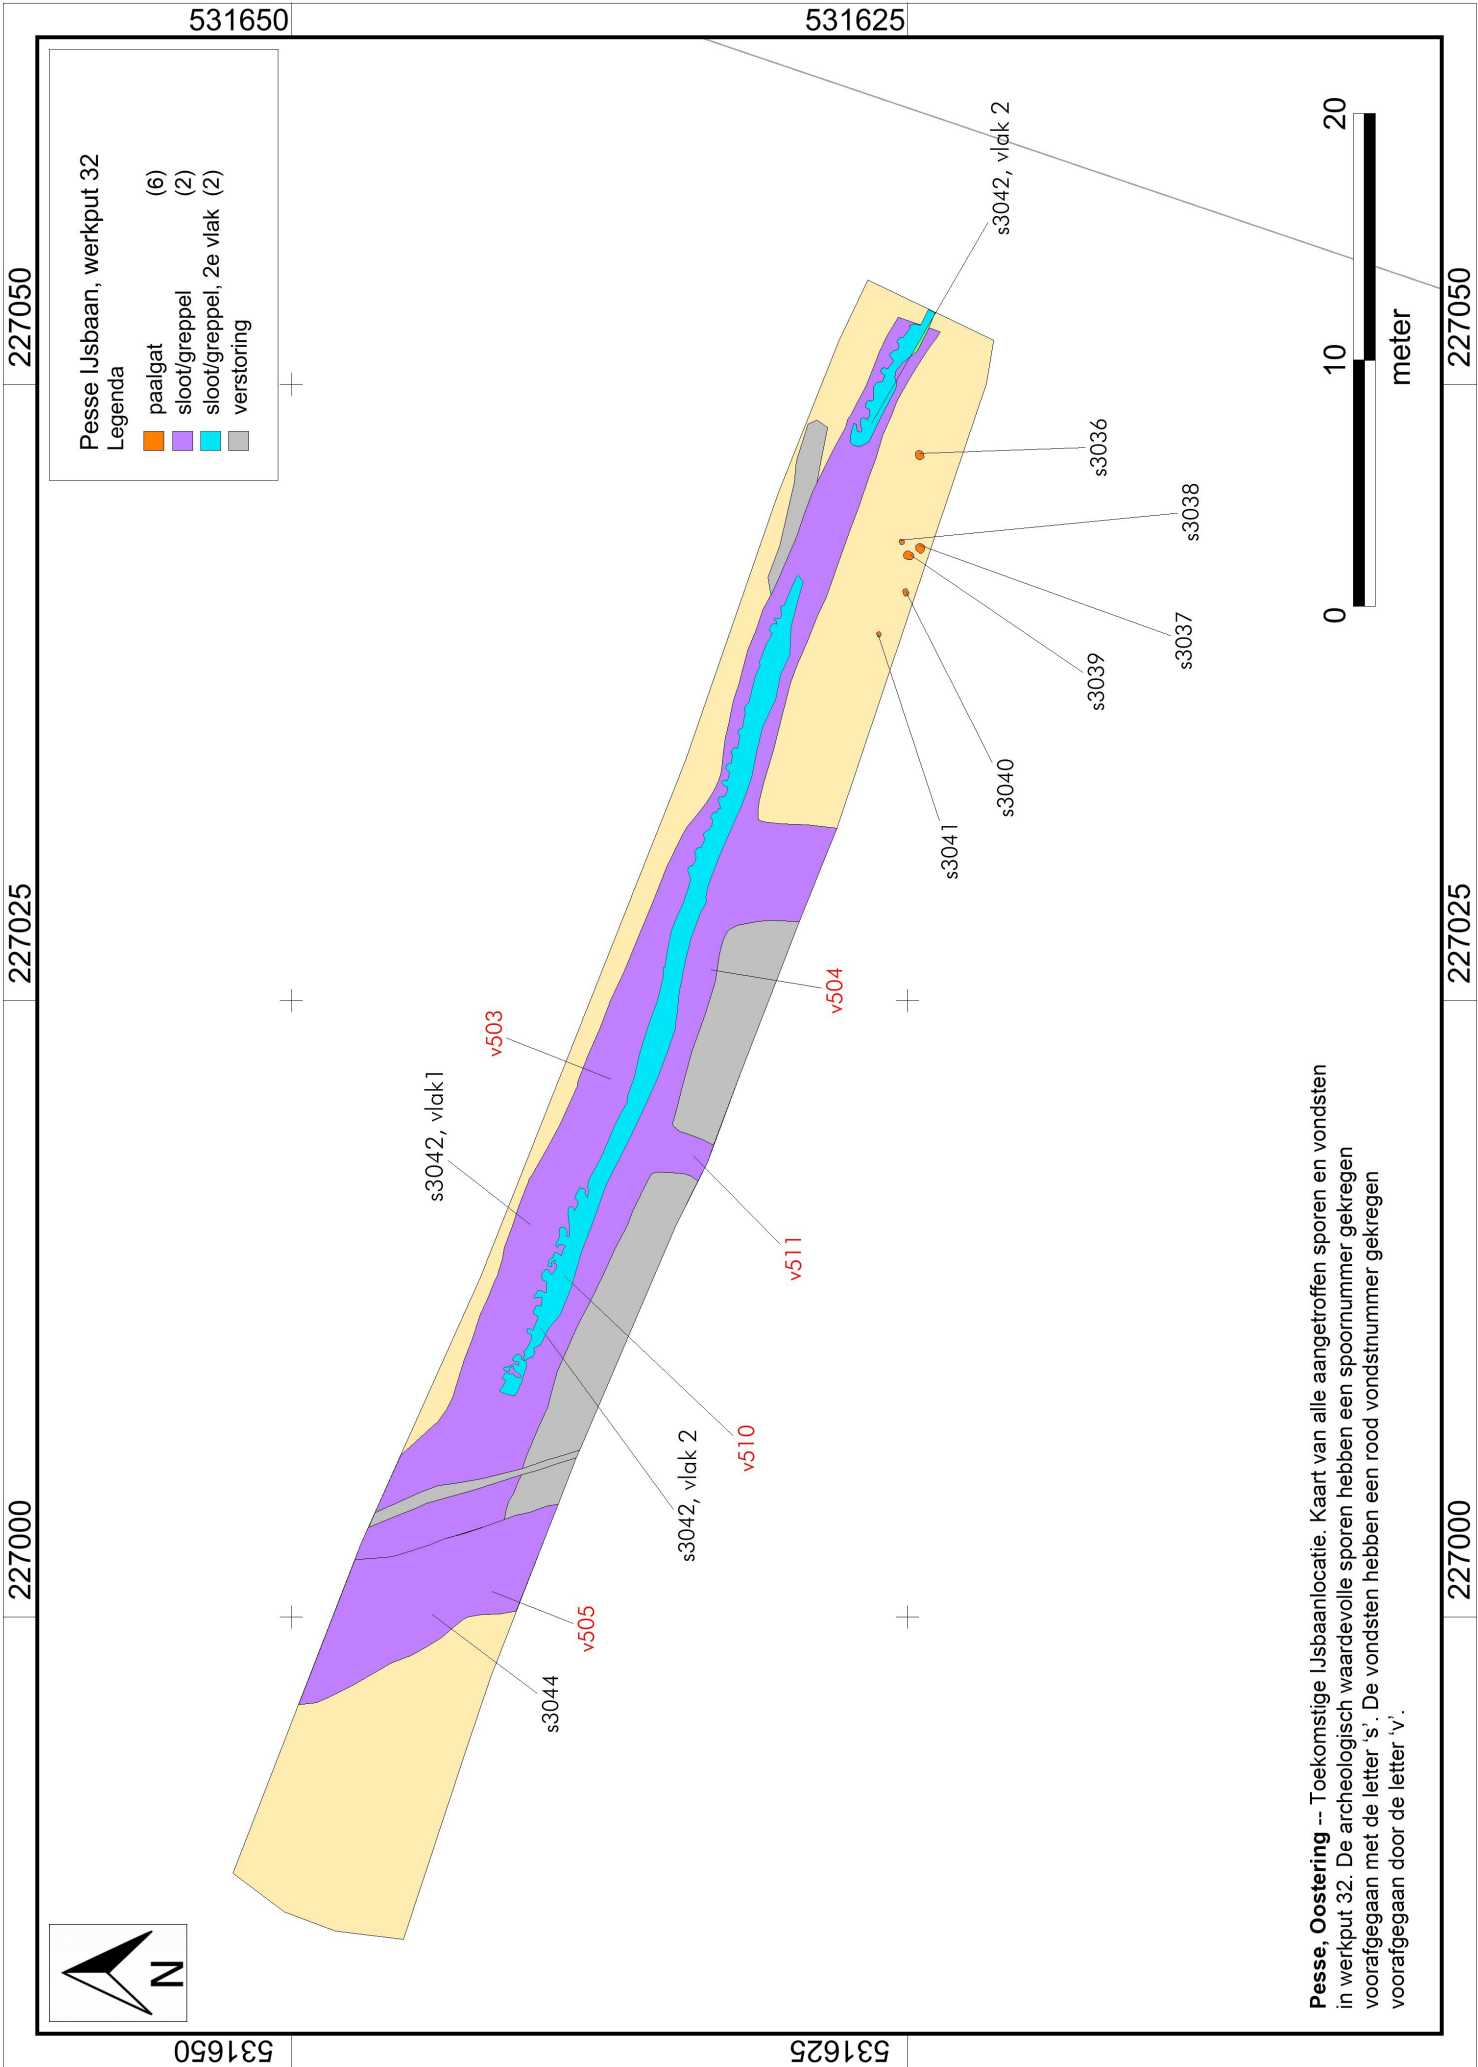 227000
227025
227050
531650
531625
531650
531625
N
Pesse IJsbaan, werkput 32
Legenda
paalgat (6)
sloot/greppel (2)
sloot/greppel, 2e vlak (2)
verstoring
s3042, vlak1
v503
s3044
v505
s3042, vlak 2
v510
v511
v504
s3041
s3040
s3039
s3037
s3038
s3036
s3042, vlak 2
0 10 20
meter
Pesse, Oostering -- Toekomstige IJsbaanlocatie. Kaart van alle aangetroffen sporen en vondsten
in werkput 32. De archeologisch waardevolle sporen hebben een spoornummer gekregen
voorafgegaan met de letter ‘s’. De vondsten hebben een rood vondstnummer gekregen
voorafgegaan door de letter ‘v’.
227000
227025
227050